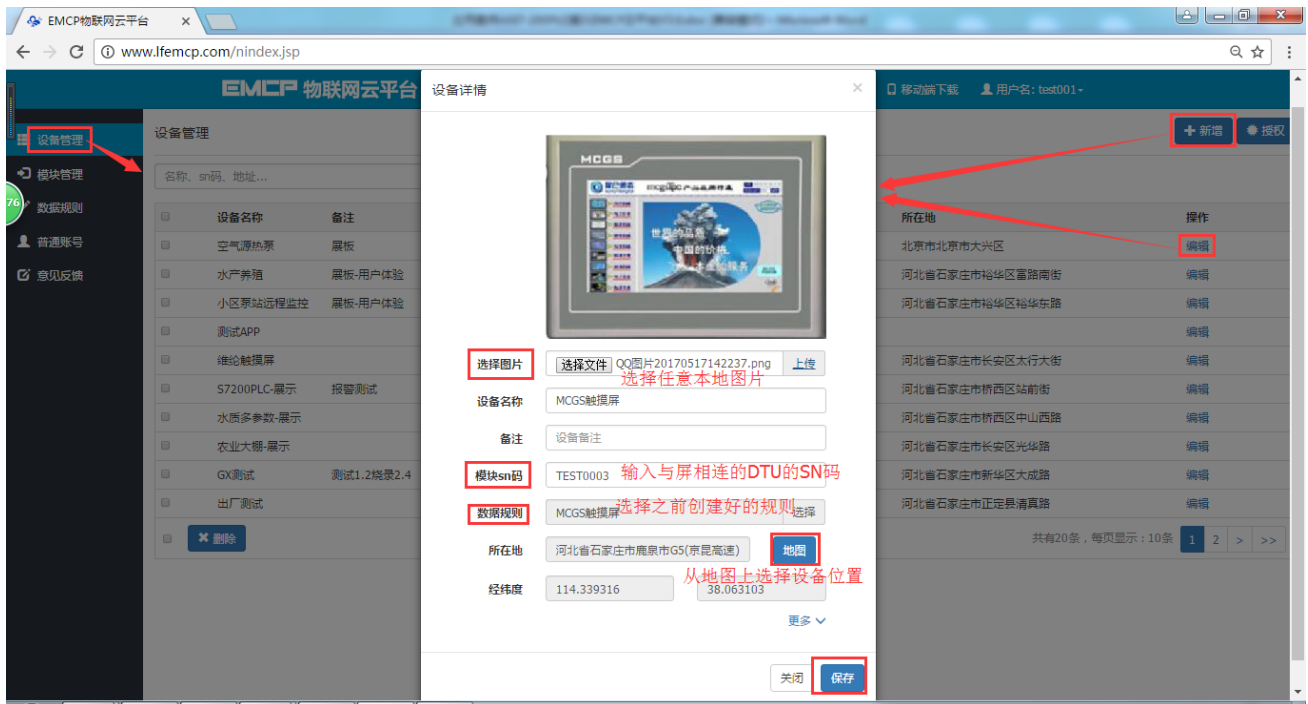 EMCP物联网云平台
www.lfemcp.com/nindex.jsp
EMCP 物联网云平台
移动端下载
用户名: test001
设备管理
模块管理
数据规则
普通账号
意见反馈
76
设备管理
新增
授权
名称、sn码、地址...
设备名称 备注 所在地 操作
空气源热泵 展板 北京市北京市大兴区 编辑
水产养殖 展板-用户体验 河北省石家庄市裕华区富路南街 编辑
小区泵站远程监控 展板-用户体验 河北省石家庄市裕华区裕华东路 编辑
测试APP 编辑
维纶触摸屏 河北省石家庄市长安区太行大街 编辑
S7200PLC-展示 报警测试 河北省石家庄市桥西区站前街 编辑
水质多参数-展示 河北省石家庄市桥西区中山西路 编辑
农业大棚-展示 河北省石家庄市长安区光华路 编辑
GX测试 测试1.2烧录2.4 河北省石家庄市新华区大成路 编辑
出厂测试 河北省石家庄市正定县清真路 编辑
删除
共有20条，每页显示：10条 1 2 > >>
设备详情
MCGS
世界的品质
中国的价格
选择图片 选择文件 QQ图片20170517142237.png 上传
选择任意本地图片
设备名称 MCGS触摸屏
备注 设备备注
模块sn码 TEST0003 输入与屏相连的DTU的SN码
数据规则 MCGS触摸屏 选择之前创建好的规则 选择
所在地 河北省石家庄市鹿泉市G5(京昆高速) 地图
从地图上选择设备位置
经纬度 114.339316 38.063103
更多
关闭 保存